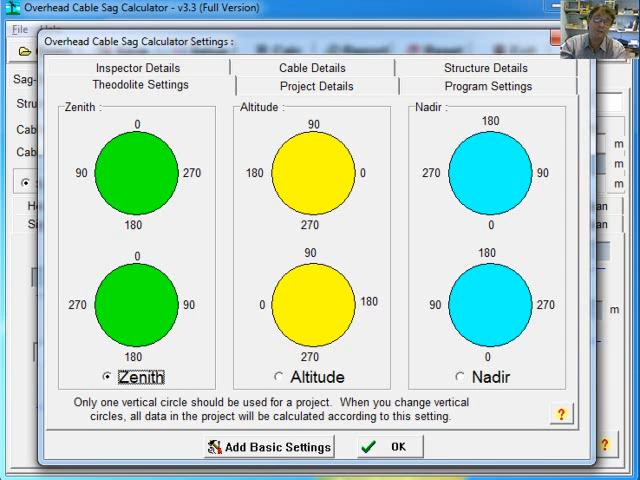 Overhead Cable Sag Calculator - v3.3 (Full Version)
File
Overhead Cable Sag Calculator Settings :
Inspector Details
Cable Details
Structure Details
Theodolite Settings
Project Details
Program Settings
Zenith :
0
90
270
180
0
270
90
180
Zenith
Altitude :
90
180
0
270
90
0
180
270
Altitude
Nadir :
180
270
90
0
180
90
270
0
Nadir
Only one vertical circle should be used for a project. When you change vertical
circles, all data in the project will be calculated according to this setting.
?
Add Basic Settings
OK
m
m
m
?